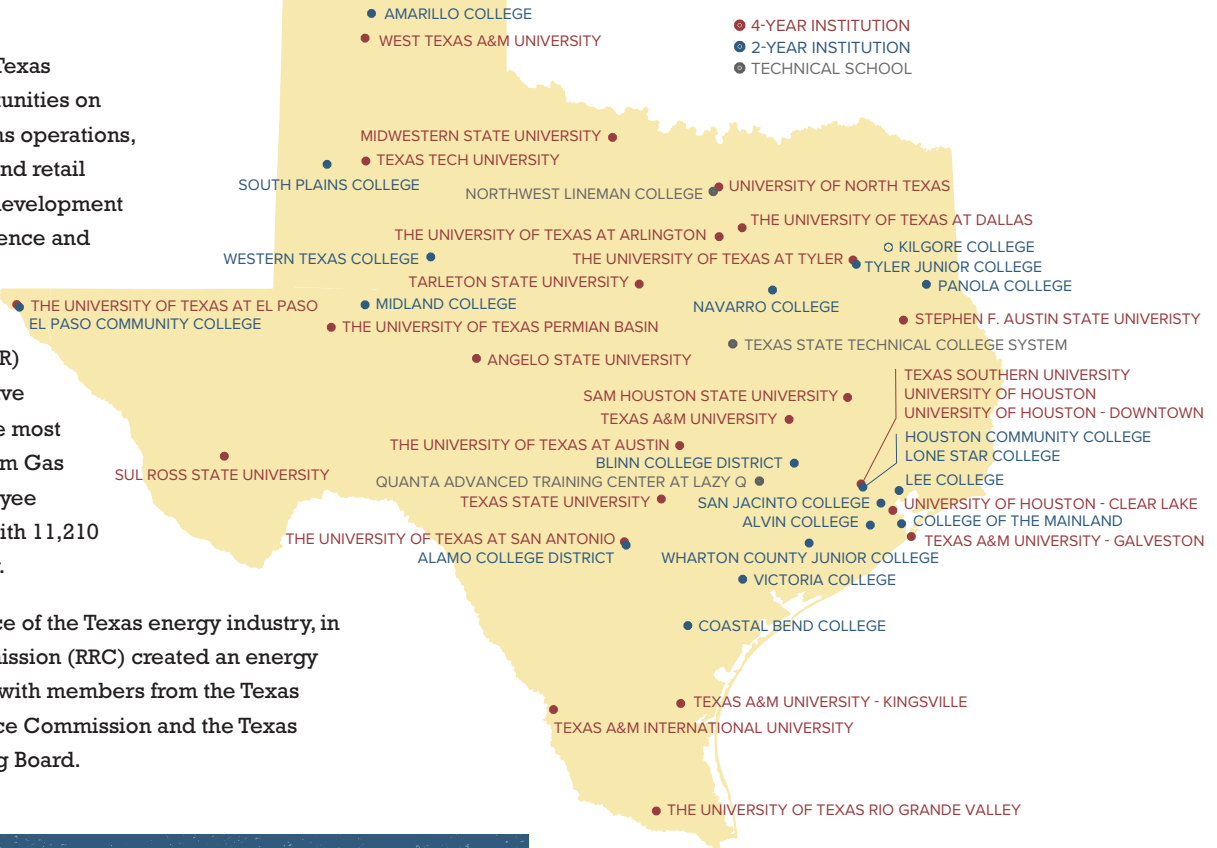 Texas
tunities on
ns operations,
nd retail
evelopment
ence and
R)
ve
e most
m Gas
yee
ith 11,210
.
ce of the Texas energy industry, in
mission (RRC) created an energy
with members from the Texas
ce Commission and the Texas
g Board.
4-YEAR INSTITUTION
2-YEAR INSTITUTION
TECHNICAL SCHOOL
AMARILLO COLLEGE
WEST TEXAS A&M UNIVERSITY
MIDWESTERN STATE UNIVERSITY
TEXAS TECH UNIVERSITY
SOUTH PLAINS COLLEGE
NORTHWEST LINEMAN COLLEGE
UNIVERSITY OF NORTH TEXAS
THE UNIVERSITY OF TEXAS AT DALLAS
THE UNIVERSITY OF TEXAS AT ARLINGTON
KILGORE COLLEGE
WESTERN TEXAS COLLEGE
THE UNIVERSITY OF TEXAS AT TYLER
TYLER JUNIOR COLLEGE
TARLETON STATE UNIVERSITY
PANOLA COLLEGE
THE UNIVERSITY OF TEXAS AT EL PASO
EL PASO COMMUNITY COLLEGE
MIDLAND COLLEGE
NAVARRO COLLEGE
THE UNIVERSITY OF TEXAS PERMIAN BASIN
STEPHEN F. AUSTIN STATE UNIVERISTY
TEXAS STATE TECHNICAL COLLEGE SYSTEM
ANGELO STATE UNIVERSITY
TEXAS SOUTHERN UNIVERSITY
UNIVERSITY OF HOUSTON
UNIVERSITY OF HOUSTON - DOWNTOWN
SAM HOUSTON STATE UNIVERSITY
TEXAS A&M UNIVERSITY
HOUSTON COMMUNITY COLLEGE
LONE STAR COLLEGE
THE UNIVERSITY OF TEXAS AT AUSTIN
BLINN COLLEGE DISTRICT
SUL ROSS STATE UNIVERSITY
QUANTA ADVANCED TRAINING CENTER AT LAZY Q
LEE COLLEGE
TEXAS STATE UNIVERSITY
SAN JACINTO COLLEGE
UNIVERSITY OF HOUSTON - CLEAR LAKE
ALVIN COLLEGE
COLLEGE OF THE MAINLAND
THE UNIVERSITY OF TEXAS AT SAN ANTONIO
TEXAS A&M UNIVERSITY - GALVESTON
ALAMO COLLEGE DISTRICT
WHARTON COUNTY JUNIOR COLLEGE
VICTORIA COLLEGE
COASTAL BEND COLLEGE
TEXAS A&M UNIVERSITY - KINGSVILLE
TEXAS A&M INTERNATIONAL UNIVERSITY
THE UNIVERSITY OF TEXAS RIO GRANDE VALLEY